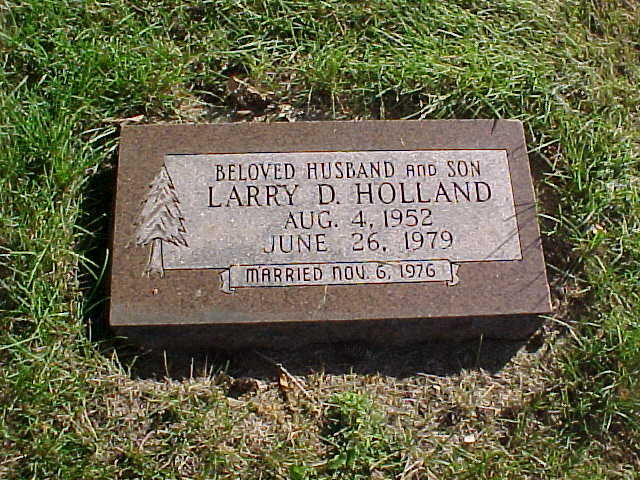 BELOVED HUSBAND AND SON
LARRY D. HOLLAND
AUG. 4, 1952
JUNE 26, 1979
MARRIED NOV. 6, 1976